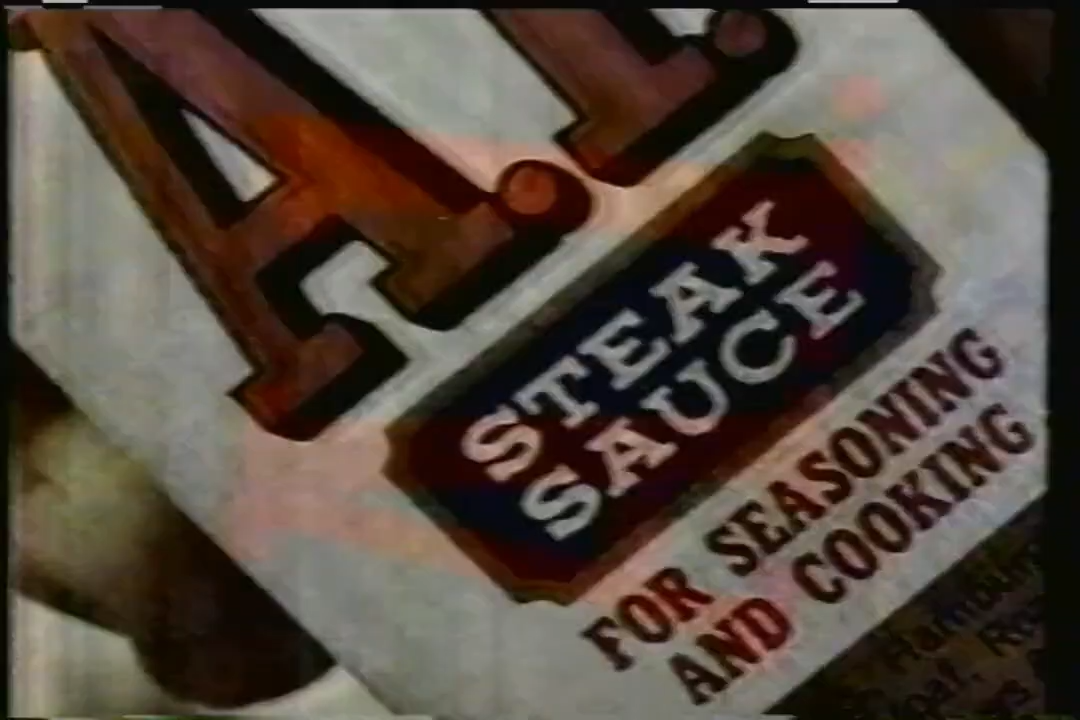 A.1.
STEAK
SAUCE
FOR SEASONING
AND COOKING